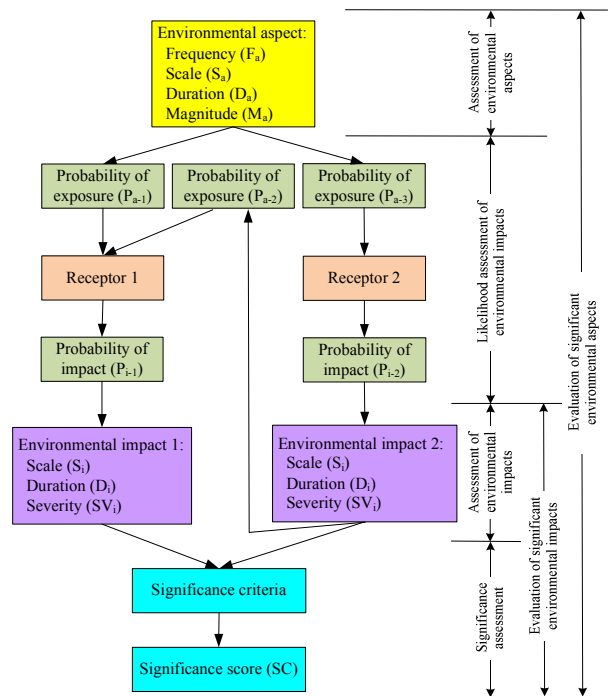 Environmental aspect:
Frequency (Fₐ)
Scale (Sₐ)
Duration (Dₐ)
Magnitude (Mₐ)
Probability of
exposure (Pₐ₋₁)
Probability of
exposure (Pₐ₋₂)
Probability of
exposure (Pₐ₋₃)
Receptor 1
Receptor 2
Probability of
impact (Pᵢ₋₁)
Probability of
impact (Pᵢ₋₂)
Environmental impact 1:
Scale (Sᵢ)
Duration (Dᵢ)
Severity (SVᵢ)
Environmental impact 2:
Scale (Sᵢ)
Duration (Dᵢ)
Severity (SVᵢ)
Significance criteria
Significance score (SC)
Assessment of
environmental
aspects
Likelihood assessment of
environmental impacts
Assessment of
environmental
impacts
Significance
assessment
Evaluation of significant
environmental impacts
Evaluation of significant
environmental aspects